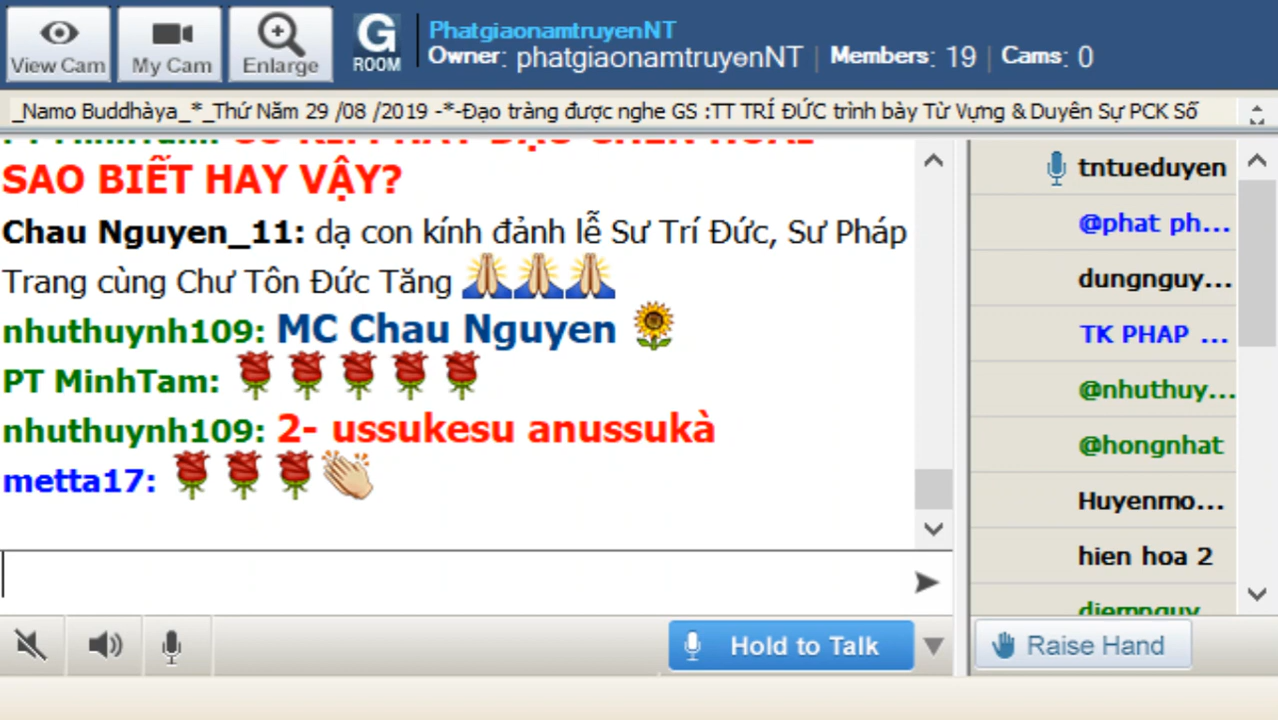 View Cam
My Cam
Enlarge
G
ROOM
PhatgiaonamtruyenNT
Owner: phatgiaonamtruyenNT | Members: 19 | Cams: 0
_Namo Buddhàya_*_Thứ Năm 29 /08 /2019 -*-Đạo tràng được nghe GS :TT TRÍ ĐỨC trình bày Từ Vựng & Duyên Sự PCK Số
SAO BIẾT HAY VẬY?
Chau Nguyen_11: dạ con kính đảnh lễ Sư Trí Đức, Sư Pháp
Trang cùng Chư Tôn Đức Tăng 🙏🙏🙏
nhuthuynh109: MC Chau Nguyen 🌻
PT MinhTam: 🌹🌹🌹🌹🌹
nhuthuynh109: 2- ussukesu anussukà
metta17: 🌹🌹🌹👏
tntueduyen
@phat ph...
dungnguy...
TK PHAP ...
@nhuthuy...
@hongnhat
Huyenmo...
hien hoa 2
diemnguy
Hold to Talk
Raise Hand